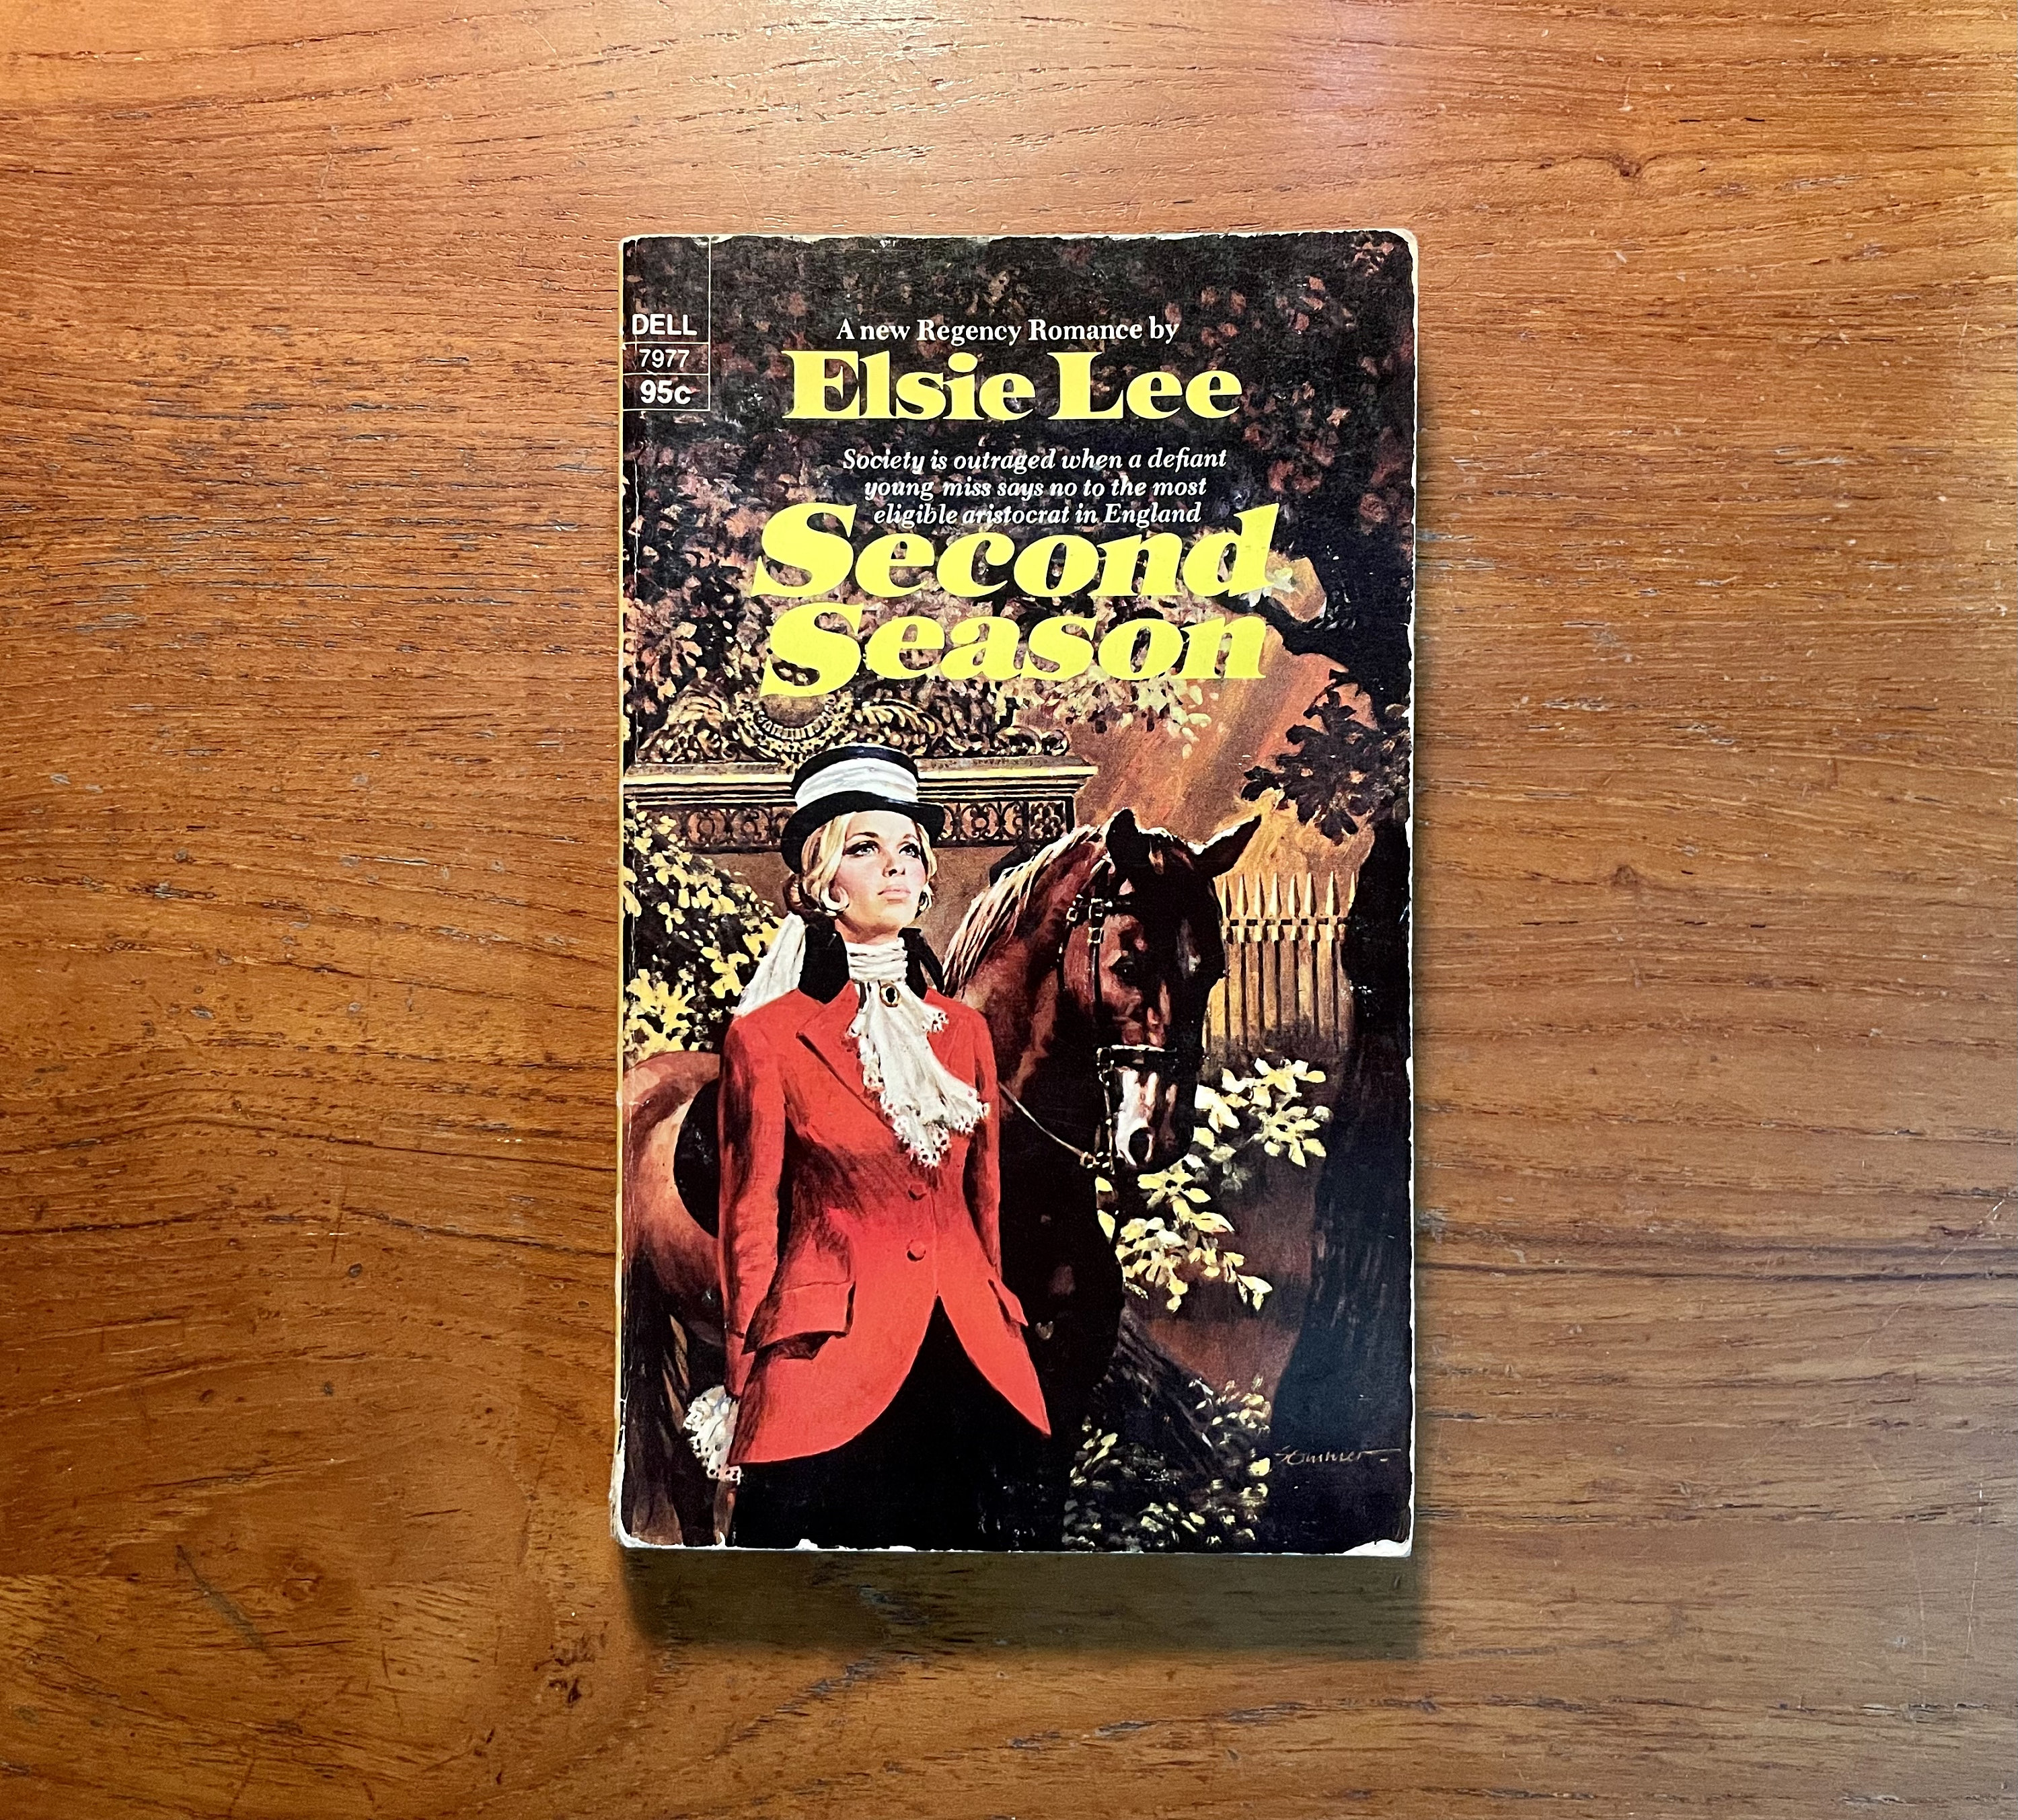 DELL
7977
95c
A new Regency Romance by
Elsie Lee
Society is outraged when a defiant
young miss says no to the most
eligible aristocrat in England
Second
Season